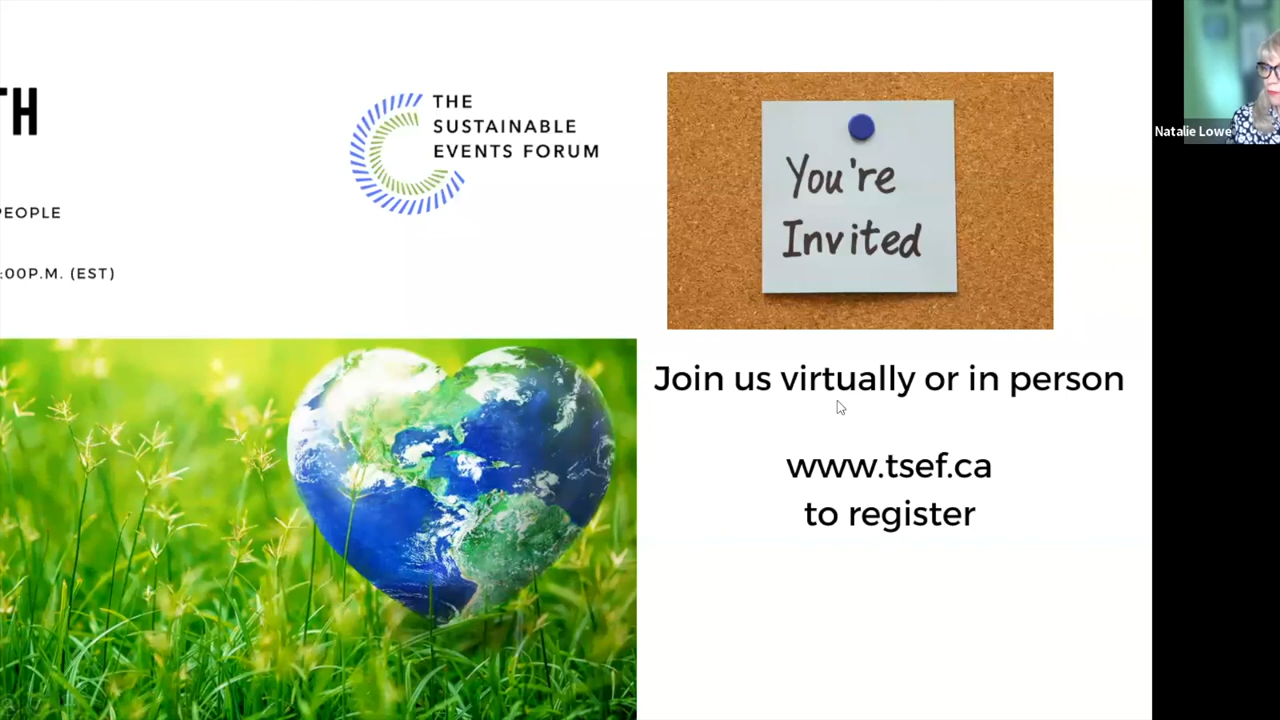 TH
THE
SUSTAINABLE
EVENTS FORUM
PEOPLE
:00P.M. (EST)
You're
Invited
Join us virtually or in person
www.tsef.ca
to register
Natalie Lowe